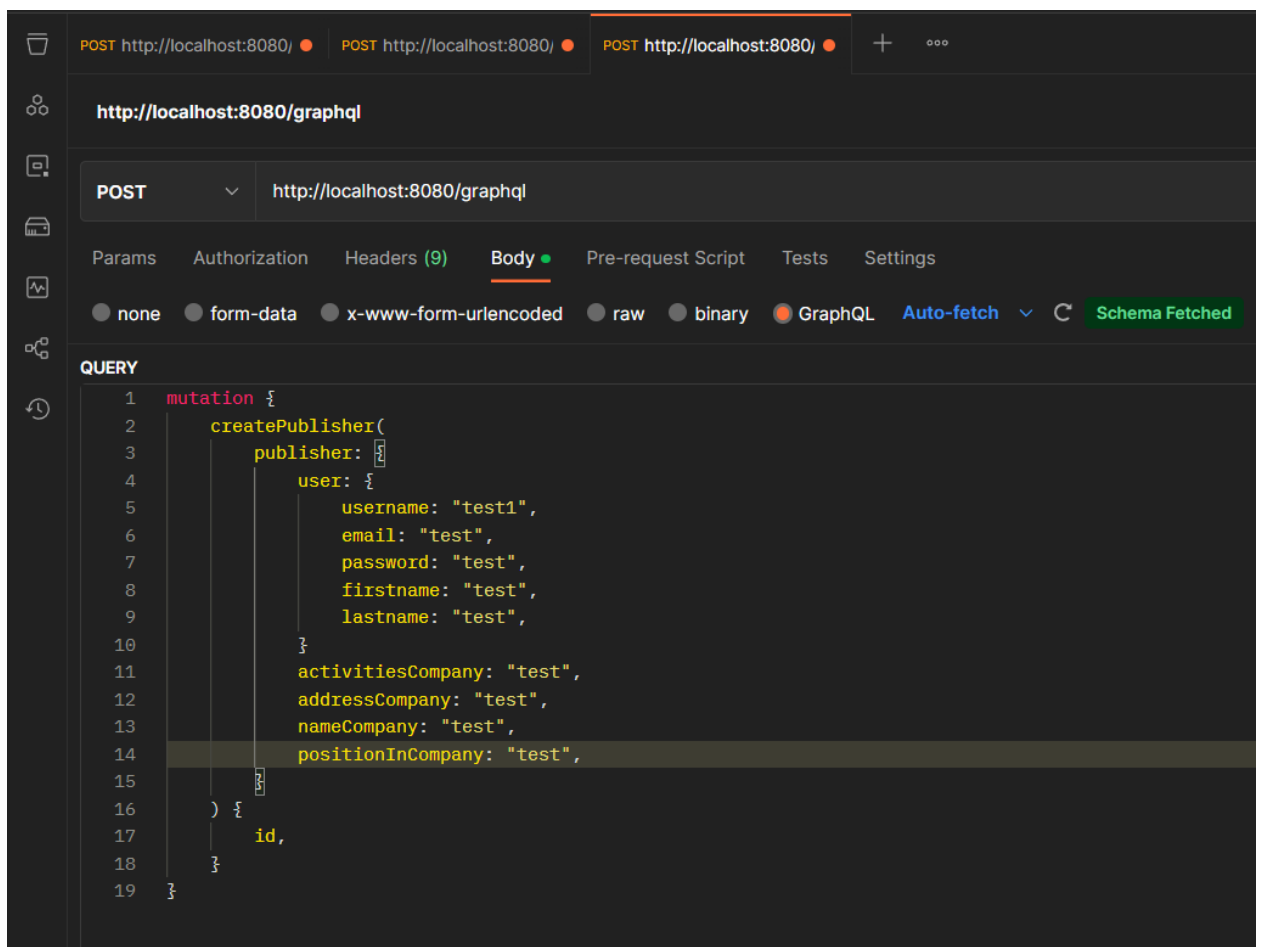 POST http://localhost:8080/ POST http://localhost:8080/ POST http://localhost:8080/
http://localhost:8080/graphql
POST http://localhost:8080/graphql
Params Authorization Headers (9) Body Pre-request Script Tests Settings
none form-data x-www-form-urlencoded raw binary GraphQL Auto-fetch Schema Fetched
QUERY
1 mutation {
2 createPublisher(
3 publisher: {
4 user: {
5 username: "test1",
6 email: "test",
7 password: "test",
8 firstname: "test",
9 lastname: "test",
10 }
11 activitiesCompany: "test",
12 addressCompany: "test",
13 nameCompany: "test",
14 positionInCompany: "test",
15 }
16 ) {
17 id,
18 }
19 }